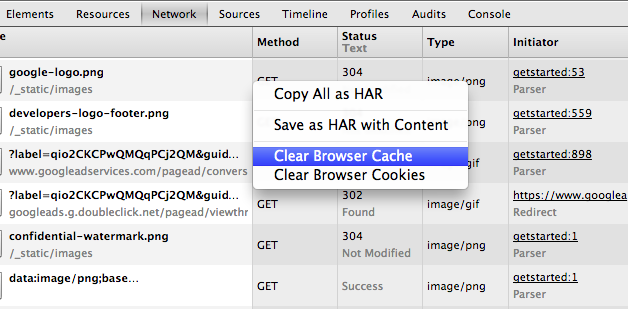 Elements Resources Network Sources Timeline Profiles Audits Console
Method Status Type Initiator
Text
google-logo.png GET 304 image/png getstarted:53
/_static/images Parser
Copy All as HAR
developers-logo-footer.png image/png getstarted:559
/_static/images Parser
Save as HAR with Content
?label=qio2CKCPwQMQqPCj2QM&guid... getstarted:898
www.googleadservices.com/pagead/convers Parser
Clear Browser Cache
Clear Browser Cookies
?label=qio2CKCPwQMQqPCj2QM&guid... GET 302 image/gif https://www.googlea
googleads.g.doubleclick.net/pagead/viewthr Found Redirect
confidential-watermark.png GET 304 image/png getstarted:1
/_static/images Not Modified Parser
data:image/png;base... GET Success image/png getstarted:1
Parser